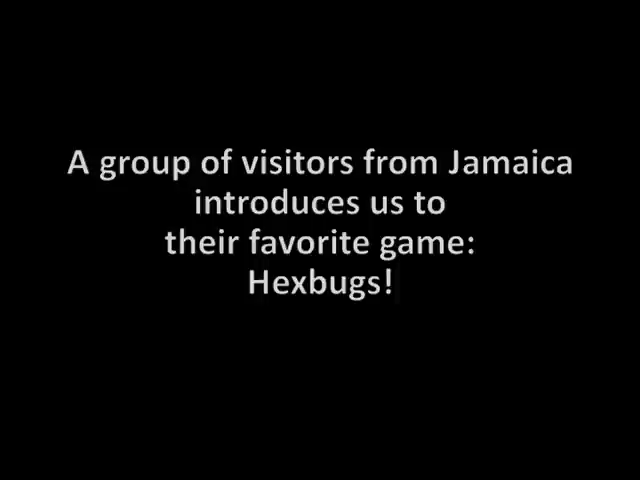 A group of visitors from Jamaica
introduces us to
their favorite game:
Hexbugs!